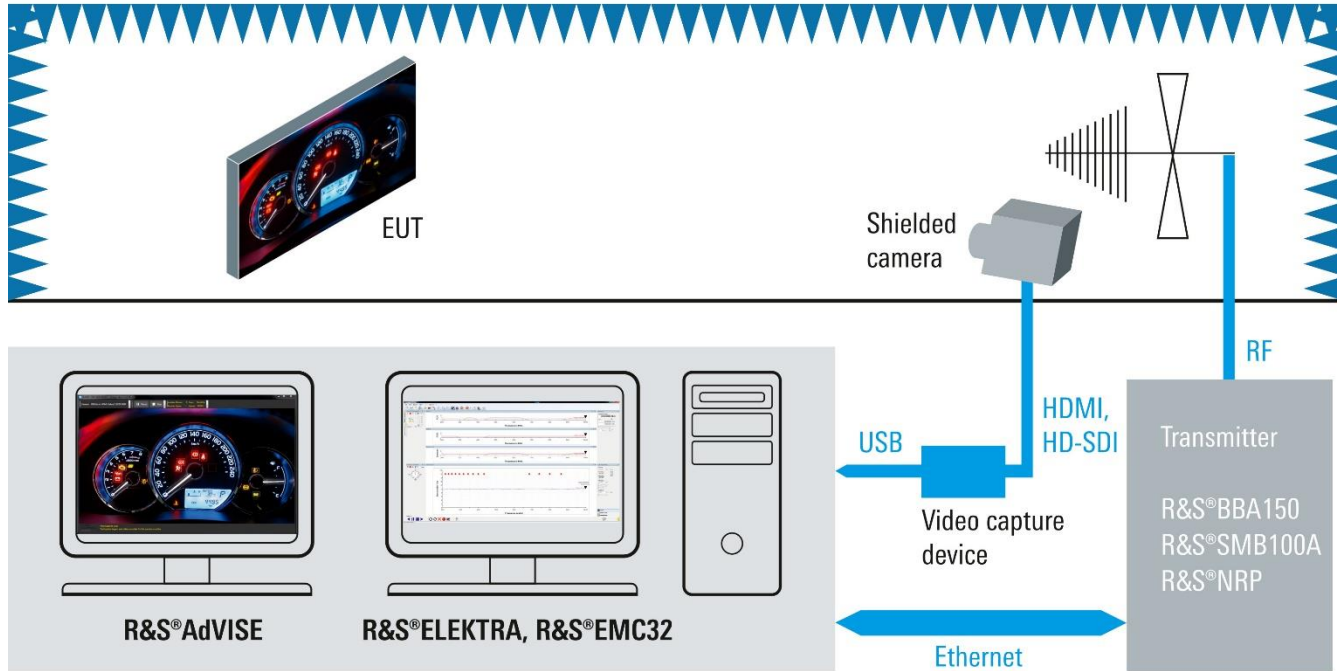 EUT
Shielded
camera
RF
HDMI,
HD-SDI
USB
Video capture
device
Transmitter
R&S®BBA150
R&S®SMB100A
R&S®NRP
R&S®AdVISE
R&S®ELEKTRA, R&S®EMC32
Ethernet